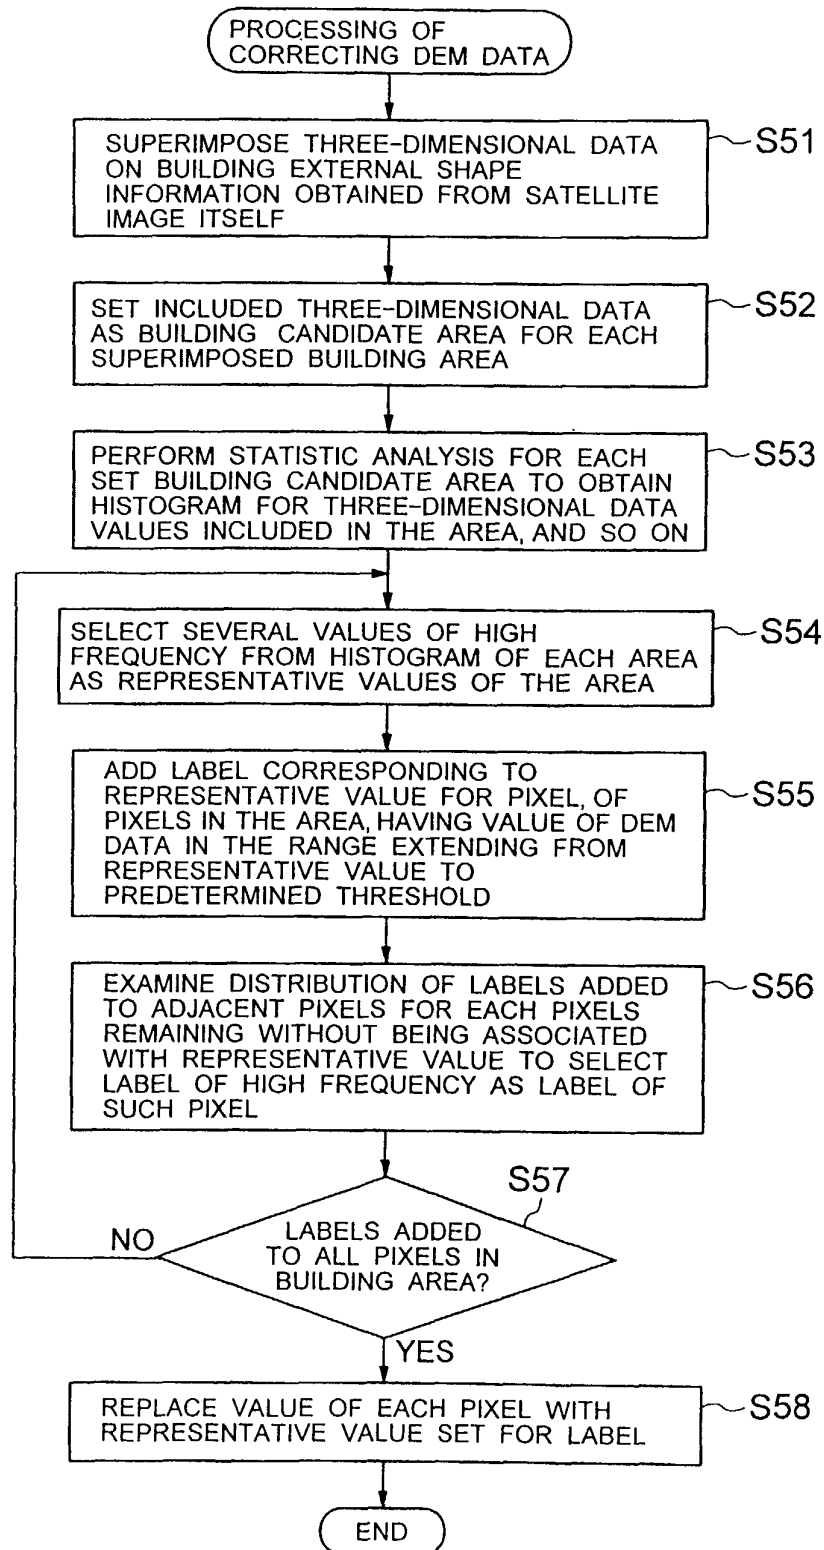 PROCESSING OF
CORRECTING DEM DATA
SUPERIMPOSE THREE-DIMENSIONAL DATA
ON BUILDING EXTERNAL SHAPE
INFORMATION OBTAINED FROM SATELLITE
IMAGE ITSELF
S51
SET INCLUDED THREE-DIMENSIONAL DATA
AS BUILDING CANDIDATE AREA FOR EACH
SUPERIMPOSED BUILDING AREA
S52
PERFORM STATISTIC ANALYSIS FOR EACH
SET BUILDING CANDIDATE AREA TO OBTAIN
HISTOGRAM FOR THREE-DIMENSIONAL DATA
VALUES INCLUDED IN THE AREA, AND SO ON
S53
SELECT SEVERAL VALUES OF HIGH
FREQUENCY FROM HISTOGRAM OF EACH AREA
AS REPRESENTATIVE VALUES OF THE AREA
S54
ADD LABEL CORRESPONDING TO
REPRESENTATIVE VALUE FOR PIXEL, OF
PIXELS IN THE AREA, HAVING VALUE OF DEM
DATA IN THE RANGE EXTENDING FROM
REPRESENTATIVE VALUE TO
PREDETERMINED THRESHOLD
S55
EXAMINE DISTRIBUTION OF LABELS ADDED
TO ADJACENT PIXELS FOR EACH PIXELS
REMAINING WITHOUT BEING ASSOCIATED
WITH REPRESENTATIVE VALUE TO SELECT
LABEL OF HIGH FREQUENCY AS LABEL OF
SUCH PIXEL
S56
S57
LABELS ADDED
TO ALL PIXELS IN
BUILDING AREA?
NO
YES
REPLACE VALUE OF EACH PIXEL WITH
REPRESENTATIVE VALUE SET FOR LABEL
S58
END